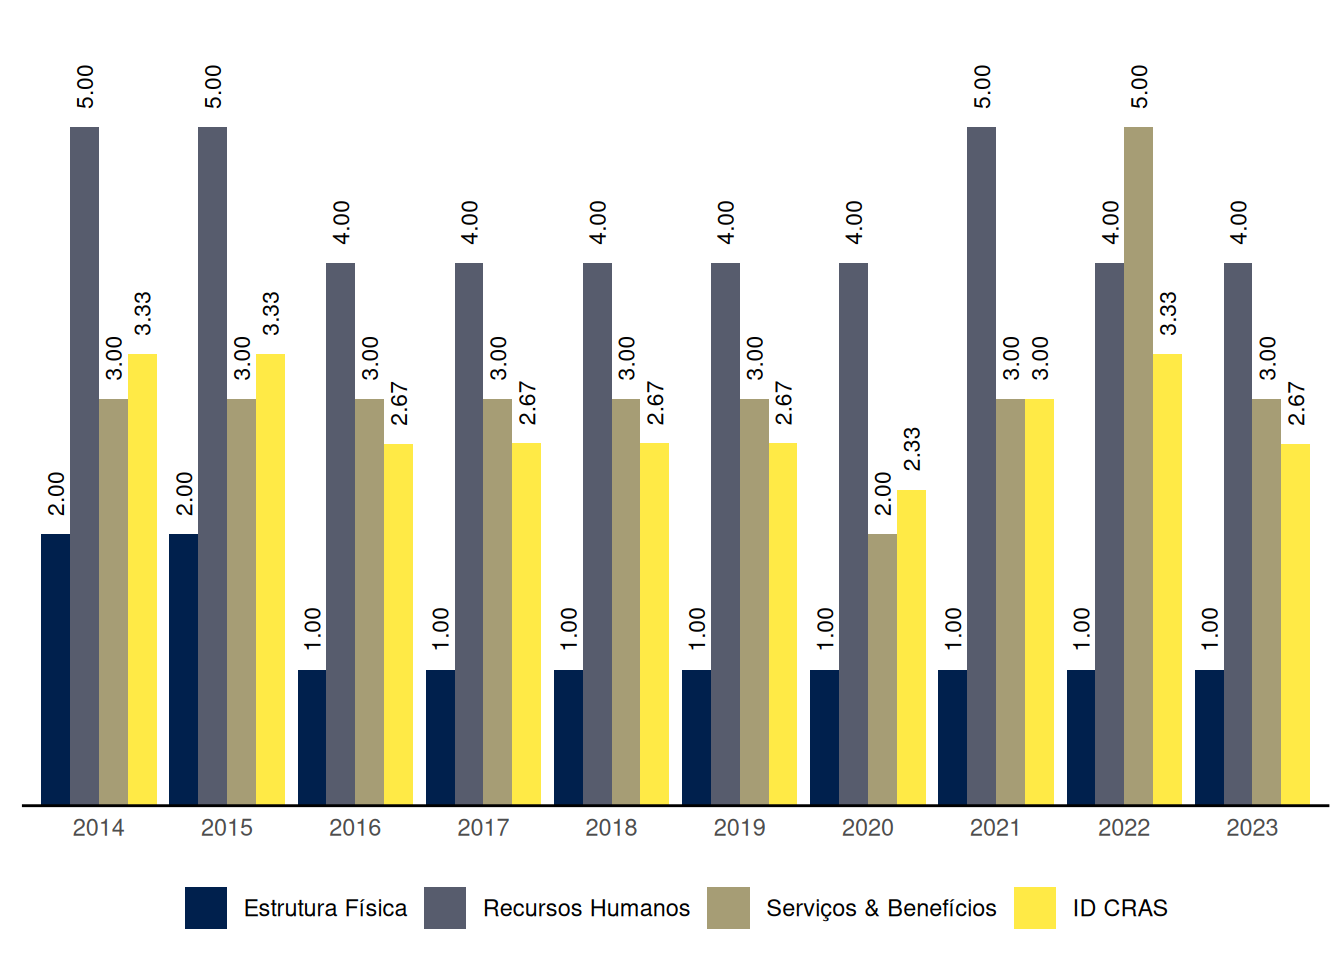 5.00 5.00 5.00 5.00
4.00 4.00 4.00 4.00 4.00 4.00 4.00
3.33 3.33 3.33
3.00 3.00 3.00 3.00 3.00 3.00 3.00 3.00 3.00
2.67 2.67 2.67 2.67 2.67
2.33
2.00 2.00 2.00
1.00 1.00 1.00 1.00 1.00 1.00 1.00 1.00
2014 2015 2016 2017 2018 2019 2020 2021 2022 2023
Estrutura Física Recursos Humanos Serviços & Benefícios ID CRAS